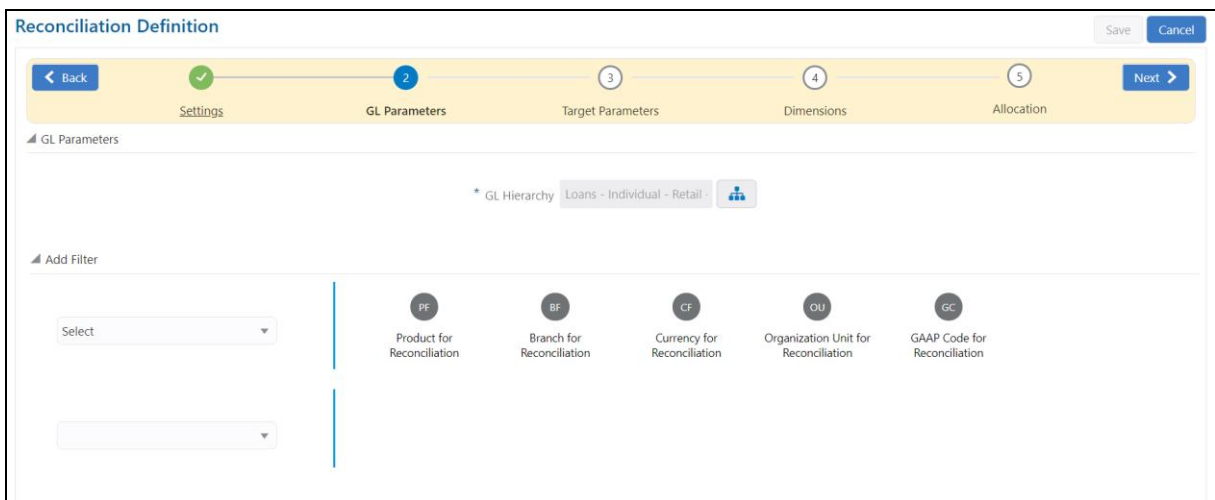 Reconciliation Definition
Save
Cancel
Back
2
3
4
5
Next
Settings
GL Parameters
Target Parameters
Dimensions
Allocation
GL Parameters
* GL Hierarchy
Loans - Individual - Retail -
Add Filter
Select
PF
BF
CF
OU
GC
Product for
Reconciliation
Branch for
Reconciliation
Currency for
Reconciliation
Organization Unit for
Reconciliation
GAAP Code for
Reconciliation